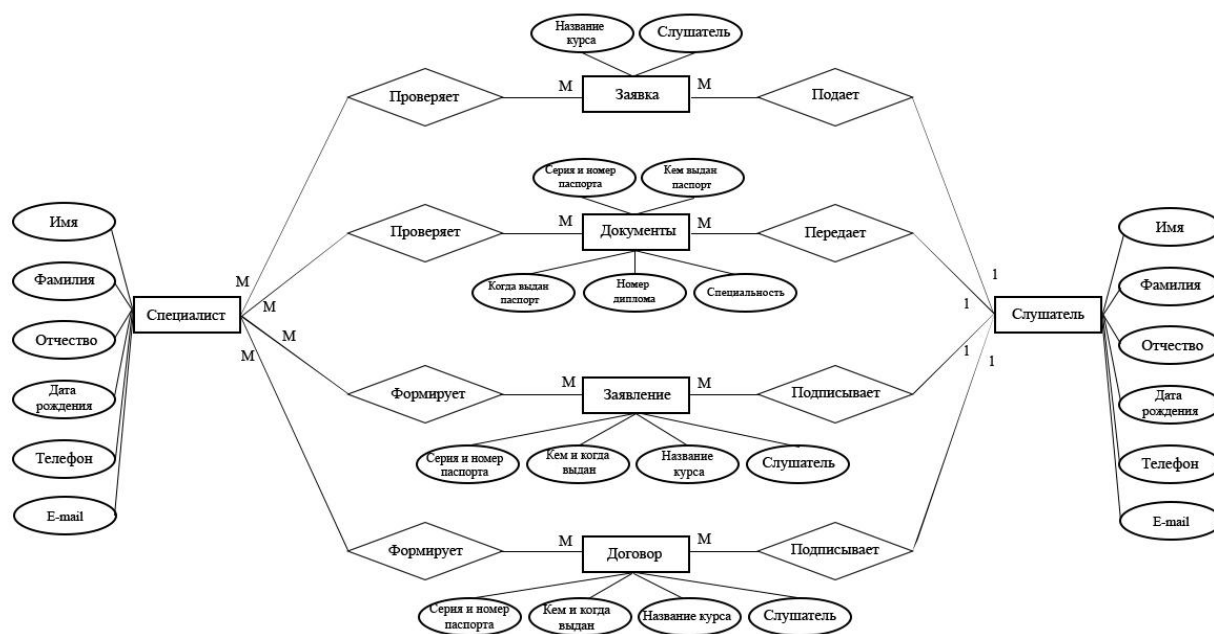 Название
курса
Слушатель
Проверяет
М
Заявка
М
Подает
Серия и номер
паспорта
Кем выдан
паспорт
Проверяет
М
Документы
М
Передает
Когда выдан
паспорт
Номер
диплома
Специальность
Имя
Фамилия
Отчество
Дата
рождения
Телефон
E-mail
Специалист
М
М
М
М
1
1
1
1
Слушатель
Имя
Фамилия
Отчество
Дата
рождения
Телефон
E-mail
Формирует
М
Заявление
М
Подписывает
Серия и номер
паспорта
Кем и когда
выдан
Название
курса
Слушатель
Формирует
М
Договор
М
Подписывает
Серия и номер
паспорта
Кем и когда
выдан
Название курса
Слушатель